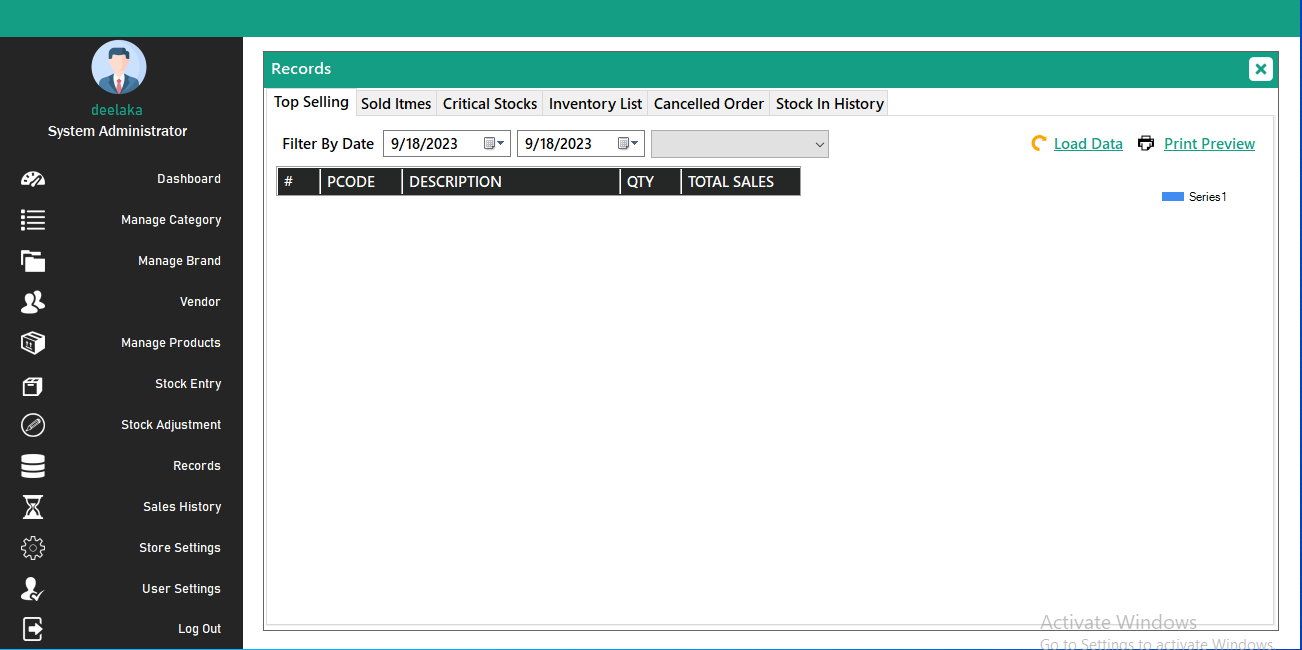 deelaka
System Administrator
Dashboard
Manage Category
Manage Brand
Vendor
Manage Products
Stock Entry
Stock Adjustment
Records
Sales History
Store Settings
User Settings
Log Out
Records
Top Selling Sold Itmes Critical Stocks Inventory List Cancelled Order Stock In History
Filter By Date 9/18/2023 9/18/2023 Load Data Print Preview
# PCODE DESCRIPTION QTY TOTAL SALES
Series1
Activate Windows
Go to Settings to activate Windows.